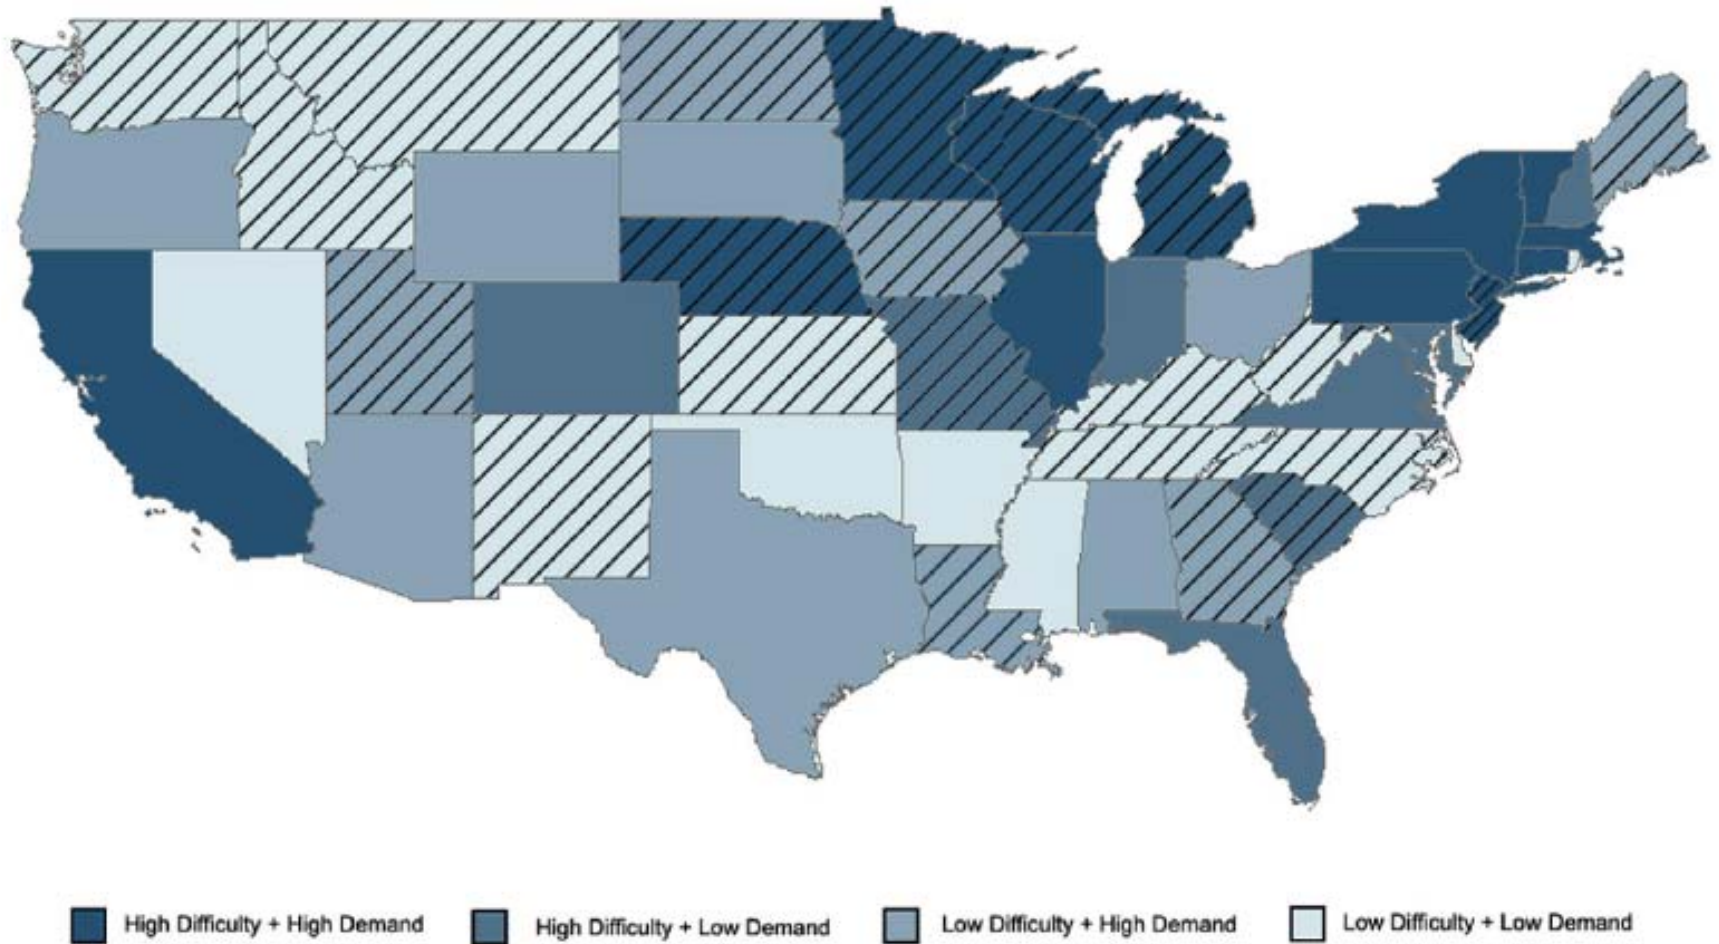 High Difficulty + High Demand
High Difficulty + Low Demand
Low Difficulty + High Demand
Low Difficulty + Low Demand